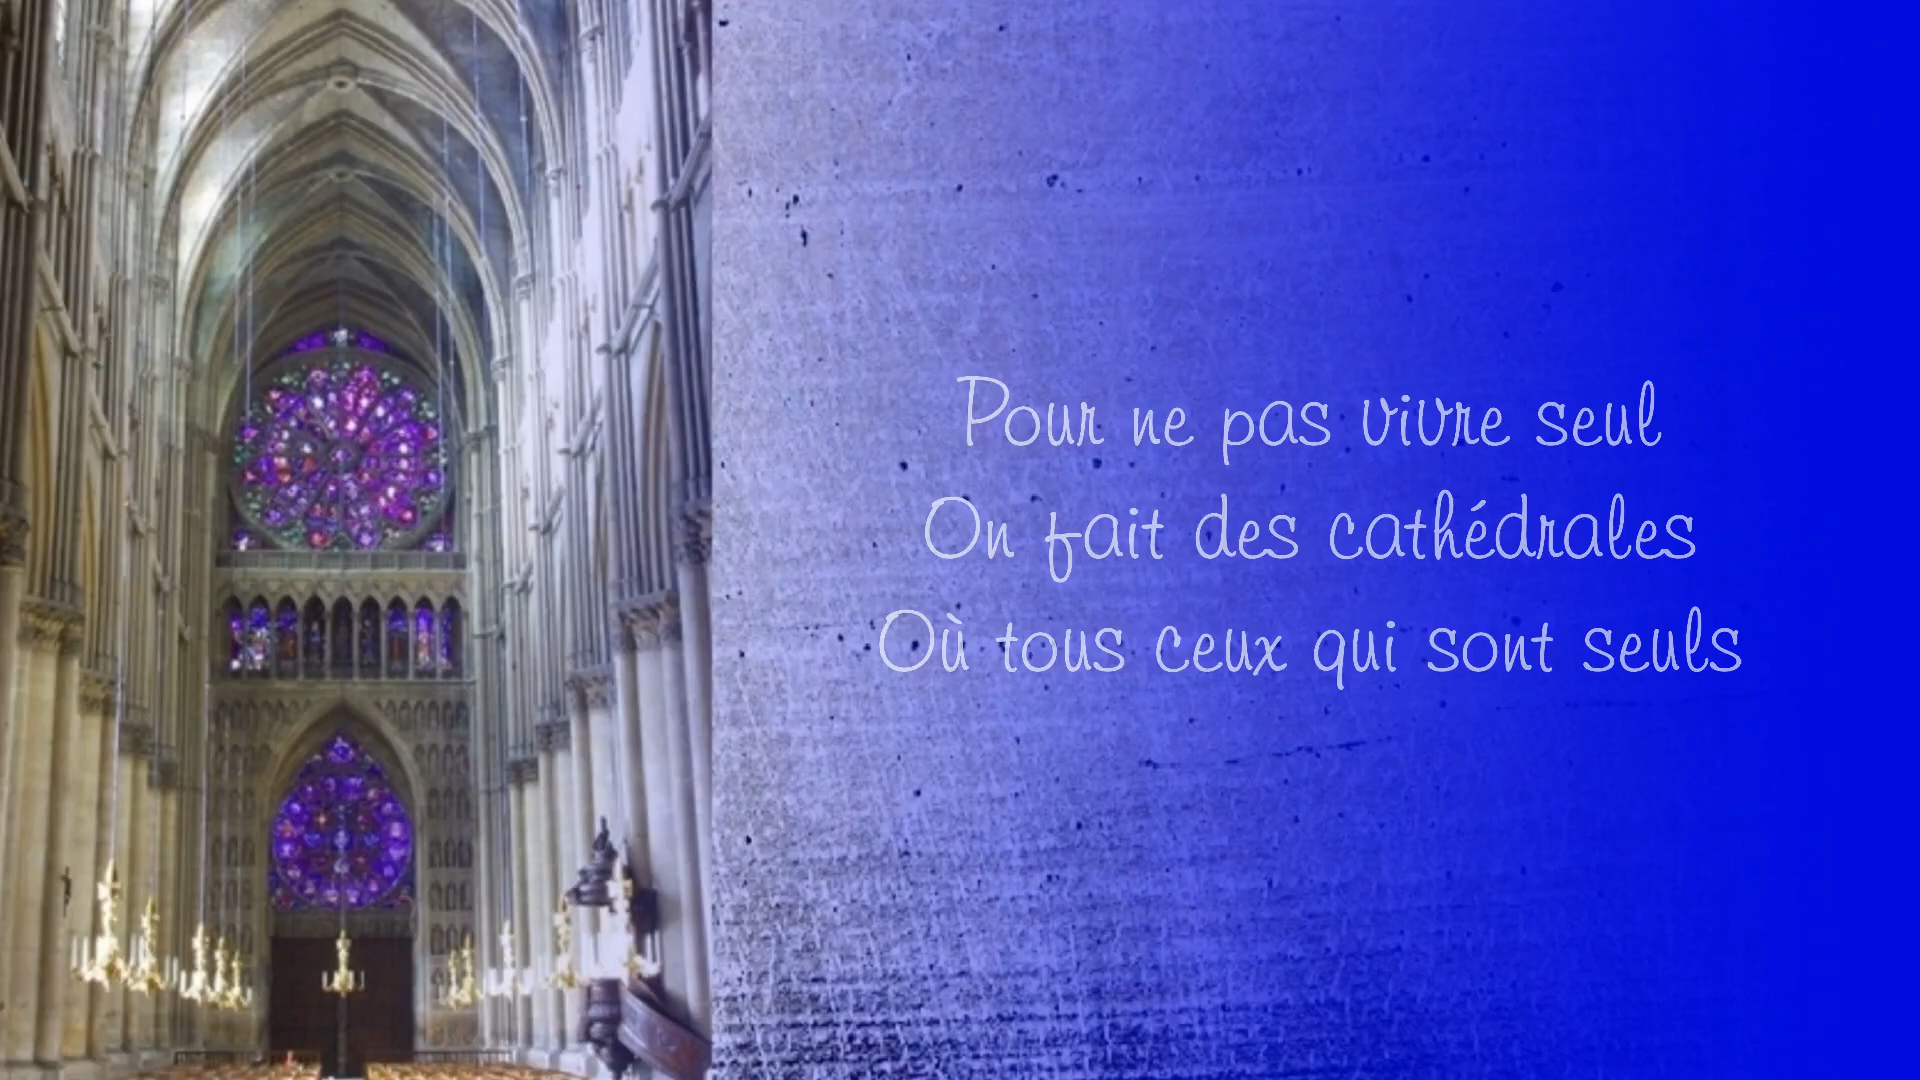 Pour ne pas vivre seul
On fait des cathédrales
Où tous ceux qui sont seuls